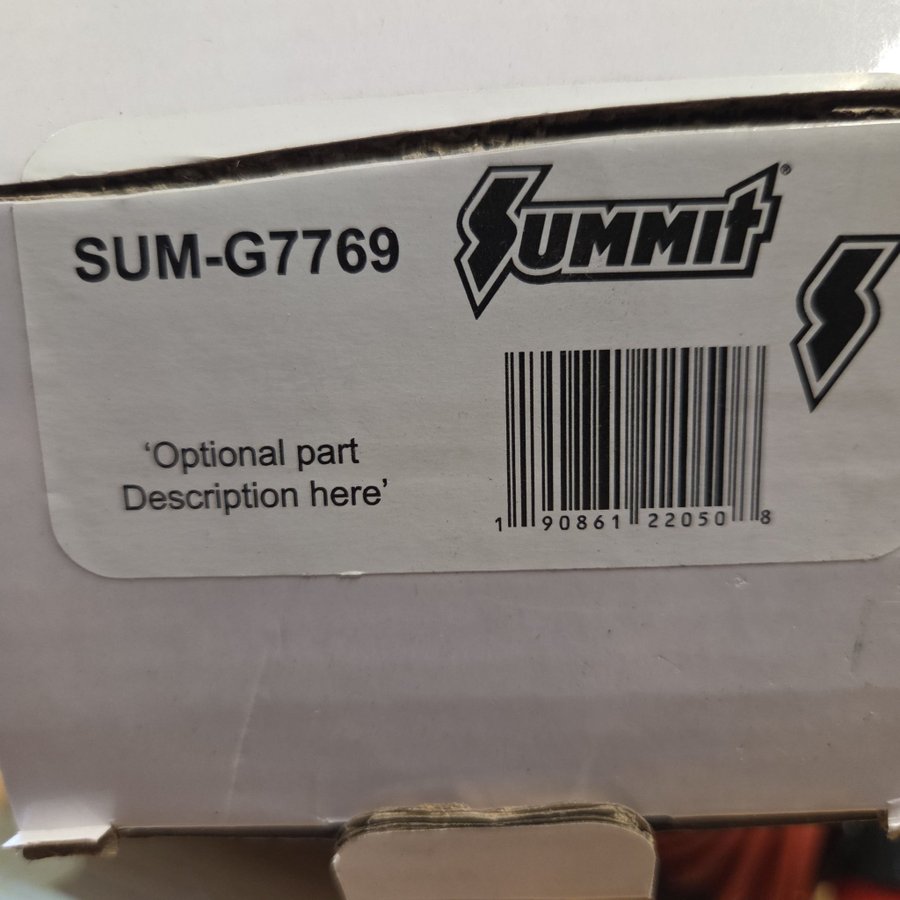 SUM-G7769
SUMMIT®
'Optional part
Description here'
1 90861 22050 8
S